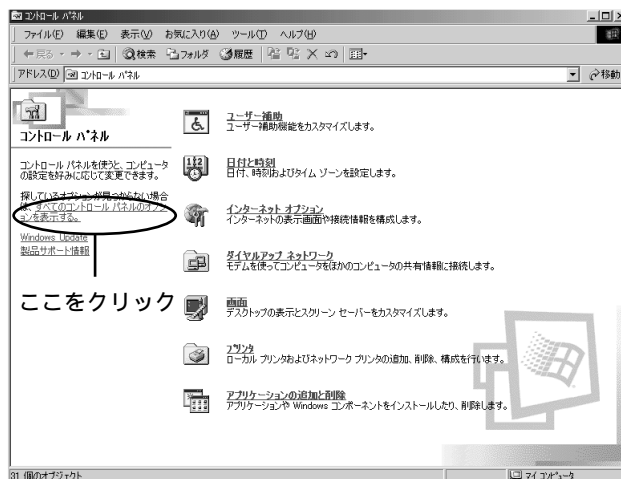 コントロール パネル
ファイル(F) 編集(E) 表示(V) お気に入り(A) ツール(T) ヘルプ(H)
戻る 検索 フォルダ 履歴
アドレス(D) コントロール パネル 移動
コントロール パネル
コントロール パネルを使うと、コンピュータ
の設定を好みに応じて変更できます。
探しているオプションが見つからない場合
は、すべてのコントロール パネルのオプシ
ョンを表示する。
Windows Update
製品サポート情報
ここをクリック
ユーザー補助
ユーザー補助機能をカスタマイズします。
日付と時刻
日付、時刻およびタイム ゾーンを設定します。
インターネット オプション
インターネットの表示画面や接続情報を構成します。
ダイヤルアップ ネットワーク
モデムを使ってコンピュータをほかのコンピュータの共有情報に接続します。
画面
デスクトップの表示とスクリーン セーバーをカスタマイズします。
プリンタ
ローカル プリンタおよびネットワーク プリンタの追加、削除、構成を行います。
アプリケーションの追加と削除
アプリケーションや Windows コンポーネントをインストールしたり、削除します。
31 個のオブジェクト マイ コンピュータ